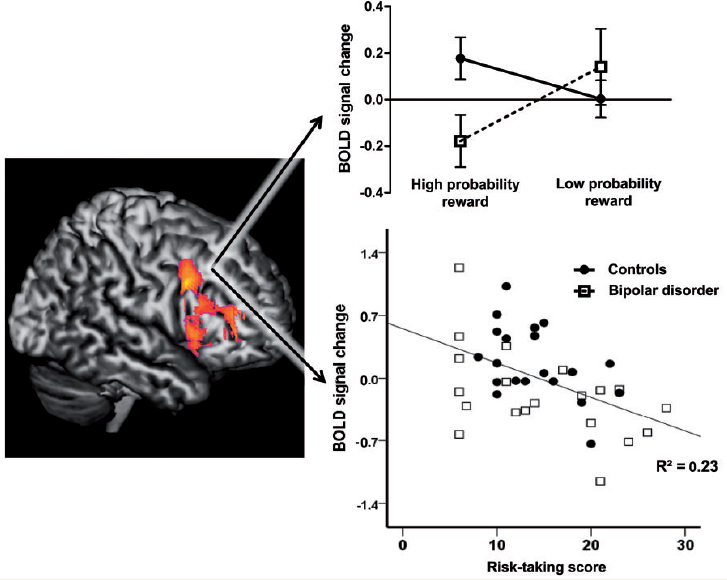 0.4
0.2
0.0
-0.2
-0.4
BOLD signal change
High probability
reward
Low probability
reward
1.4
0.7
0.0
-0.7
-1.4
BOLD signal change
Controls
Bipolar disorder
R² = 0.23
0
10
20
30
Risk-taking score